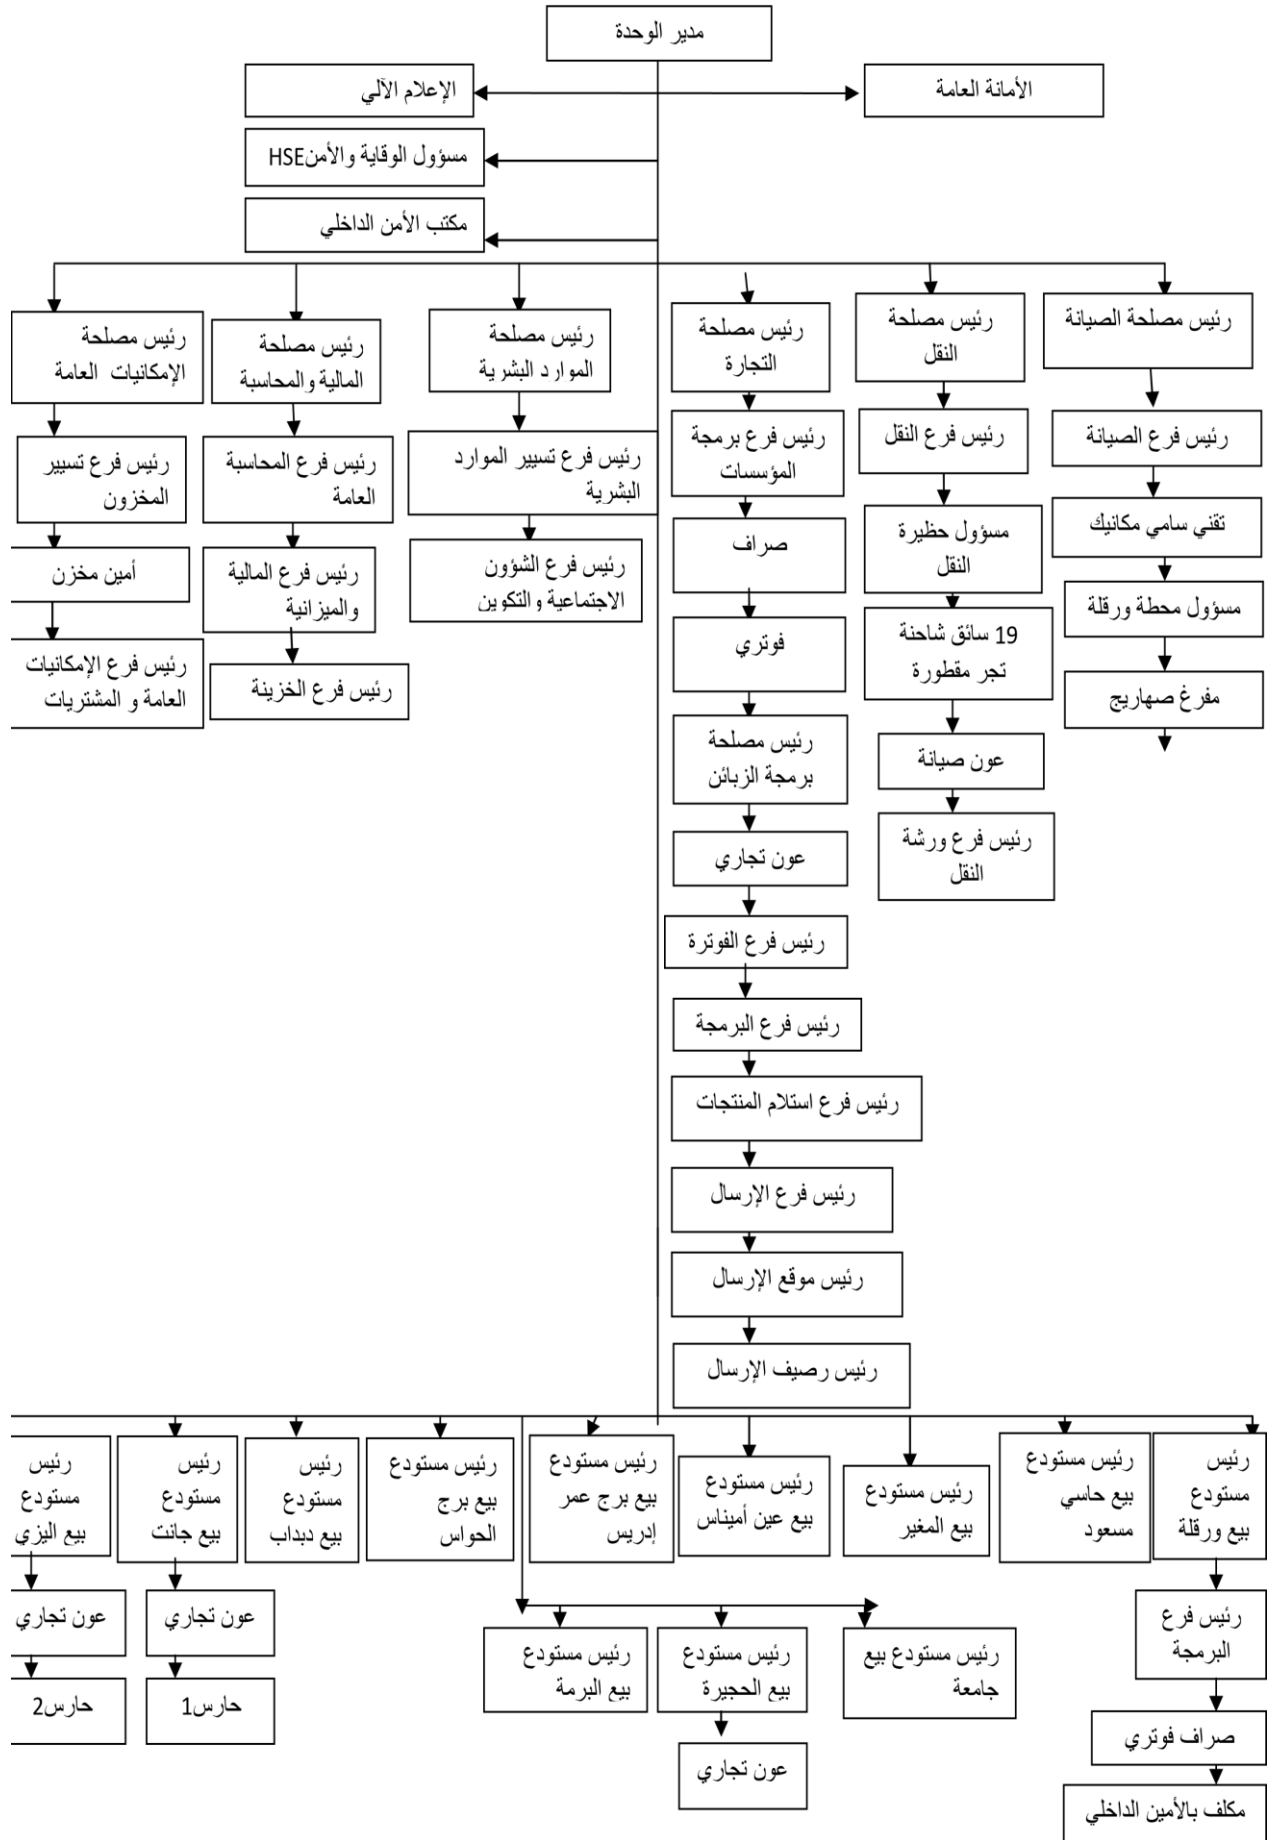 مدير الوحدة
الأمانة العامة
الإعلام الآلي
مسؤول الوقاية والأمنHSE
مكتب الأمن الداخلي
رئيس مصلحة الصيانة
رئيس مصلحة
النقل
رئيس مصلحة
التجارة
رئيس مصلحة
الموارد البشرية
رئيس مصلحة
المالية والمحاسبة
رئيس مصلحة
الإمكانيات العامة
رئيس فرع الصيانة
رئيس فرع النقل
رئيس فرع برمجة
المؤسسات
رئيس فرع تسيير الموارد
البشرية
رئيس فرع المحاسبة
العامة
رئيس فرع تسيير
المخزون
تقني سامي مكانيك
مسؤول حظيرة
النقل
صراف
رئيس فرع الشؤون
الاجتماعية والتكوين
رئيس فرع المالية
والميزانية
أمين مخزن
مسؤول محطة ورقلة
19 سائق شاحنة
تجر مقطورة
فوتري
رئيس فرع الخزينة
رئيس فرع الإمكانيات
العامة و المشتريات
مفرغ صهاريج
عون صيانة
رئيس مصلحة
برمجة الزبائن
رئيس فرع ورشة
النقل
عون تجاري
رئيس فرع الفوترة
رئيس فرع البرمجة
رئيس فرع استلام المنتجات
رئيس فرع الإرسال
رئيس موقع الإرسال
رئيس رصيف الإرسال
رئيس
مستودع
بيع ورقلة
رئيس مستودع
بيع حاسي
مسعود
رئيس مستودع
بيع المغير
رئيس مستودع
بيع عين أميناس
رئيس مستودع
بيع برج عمر
إدريس
رئيس مستودع
بيع برج
الحواس
رئيس
مستودع
بيع دبداب
رئيس
مستودع
بيع جانت
رئيس
مستودع
بيع اليزي
رئيس فرع
البرمجة
رئيس مستودع بيع
جامعة
رئيس مستودع
بيع الحجيرة
رئيس مستودع
بيع البرمة
عون تجاري
عون تجاري
صراف فوتري
عون تجاري
حارس1
حارس2
مكلف بالأمين الداخلي